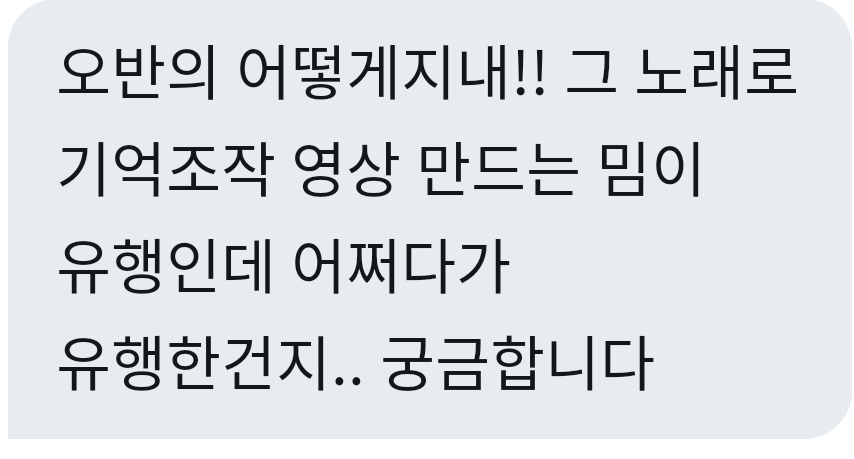 오반의 어떻게지내!! 그 노래로
기억조작 영상 만드는 밈이
유행인데 어쩌다가
유행한건지.. 궁금합니다